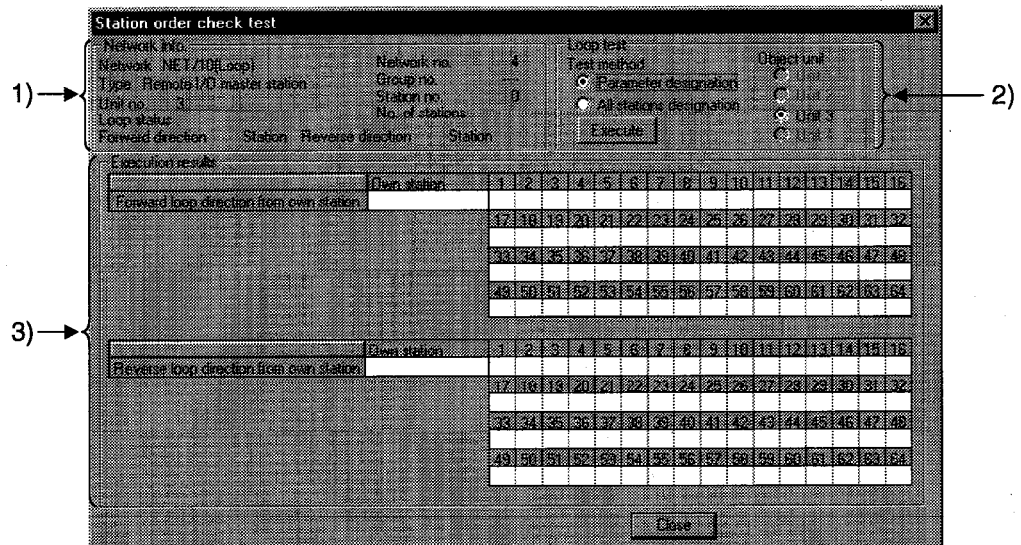 Station order check test
1)
2)
3)
Network info.
Network NET/10(Loop)
Type Remote I/O master station
Unit no. 3
Loop status
Forward direction Station Reverse direction Station
Network no. 4
Group no. ---
Station no. 0
No. of stations
Loop test
Test method
Parameter designation
All stations designation
Execute
Object unit
Unit 1
Unit 2
Unit 3
Unit 4
Execution results
Own station 1 2 3 4 5 6 7 8 9 10 11 12 13 14 15 16
Forward loop direction from own station
17 18 19 20 21 22 23 24 25 26 27 28 29 30 31 32
33 34 35 36 37 38 39 40 41 42 43 44 45 46 47 48
49 50 51 52 53 54 55 56 57 58 59 60 61 62 63 64
Own station 1 2 3 4 5 6 7 8 9 10 11 12 13 14 15 16
Reverse loop direction from own station
17 18 19 20 21 22 23 24 25 26 27 28 29 30 31 32
33 34 35 36 37 38 39 40 41 42 43 44 45 46 47 48
49 50 51 52 53 54 55 56 57 58 59 60 61 62 63 64
Close